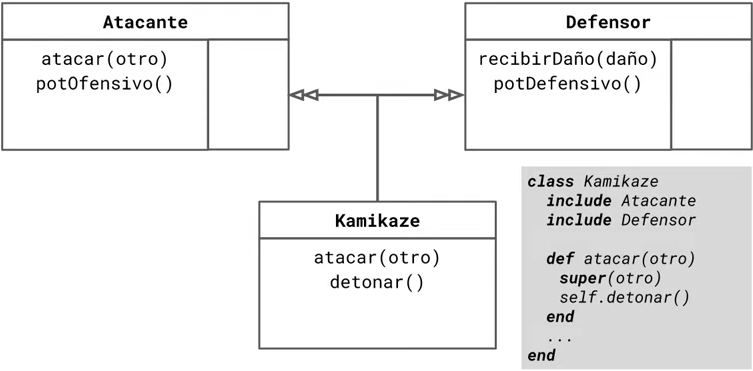 Atacante
atacar(otro)
potOfensivo()
Defensor
recibirDaño(daño)
potDefensivo()
Kamikaze
atacar(otro)
detonar()
class Kamikaze
  include Atacante
  include Defensor
  def atacar(otro)
    super(otro)
    self.detonar()
  end
  ...
end